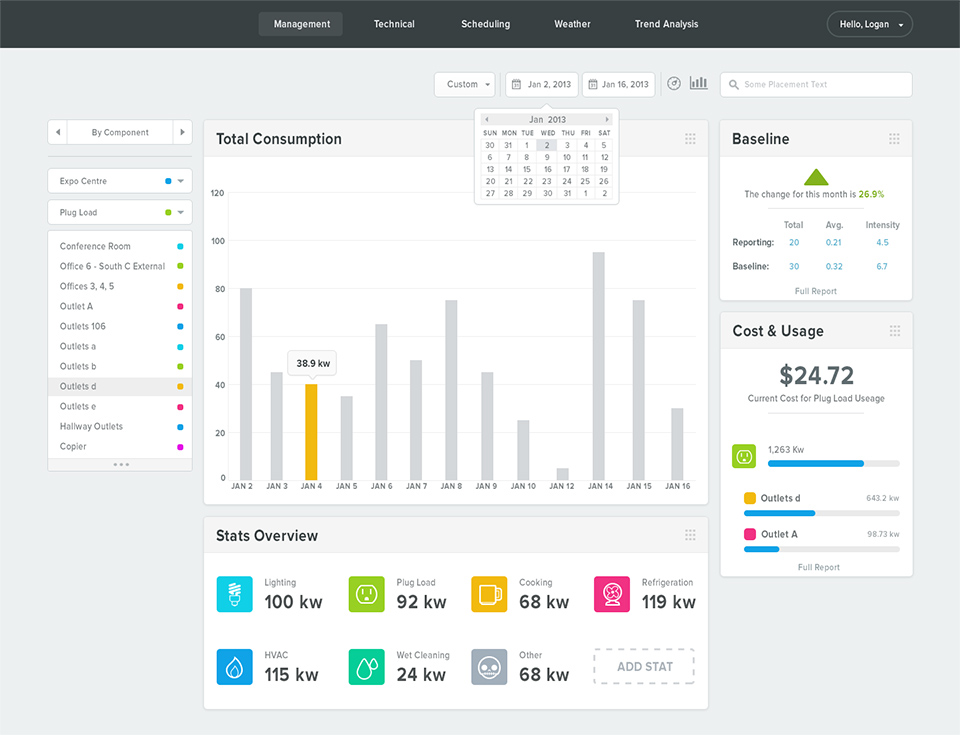 Management Technical Scheduling Weather Trend Analysis Hello, Logan
Custom Jan 2, 2013 Jan 16, 2013 Some Placement Text
Jan 2013
SUN MON TUE WED THU FRI SAT
30 31 1 2 3 4 5
6 7 8 9 10 11 12
13 14 15 16 17 18 19
20 21 22 23 24 25 26
27 28 29 30 31 1 2
By Component
Expo Centre
Plug Load
Conference Room
Office 6 - South C External
Offices 3, 4, 5
Outlet A
Outlets 106
Outlets a
Outlets b
Outlets d
Outlets e
Hallway Outlets
Copier
Total Consumption
120
100
80
60
40
20
0
38.9 kw
JAN 2 JAN 3 JAN 4 JAN 5 JAN 6 JAN 7 JAN 8 JAN 9 JAN 10 JAN 12 JAN 14 JAN 15 JAN 16
Baseline
The change for this month is 26.9%
Total Avg. Intensity
Reporting: 20 0.21 4.5
Baseline: 30 0.32 6.7
Full Report
Cost & Usage
$24.72
Current Cost for Plug Load Useage
1,263 Kw
Outlets d 643.2 kw
Outlet A 98.73 kw
Full Report
Stats Overview
Lighting
100 kw
Plug Load
92 kw
Cooking
68 kw
Refrigeration
119 kw
HVAC
115 kw
Wet Cleaning
24 kw
Other
68 kw
ADD STAT